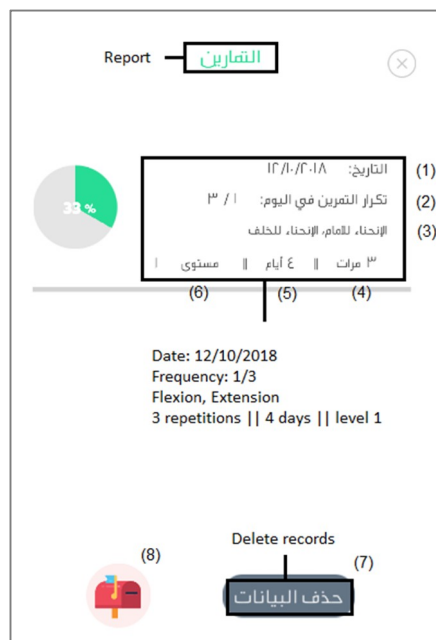 Report
التمارين
التاريخ: ١٢/١٠/٢٠١٨ (1)
تكرار التمرين في اليوم: ١ / ٣ (2)
الإنحناء للأمام، الإنحناء للخلف (3)
٣ مرات || ٤ أيام || مستوى ١
(6) (5) (4)
33 %
Date: 12/10/2018
Frequency: 1/3
Flexion, Extension
3 repetitions || 4 days || level 1
Delete records
(8) (7)
حذف البيانات